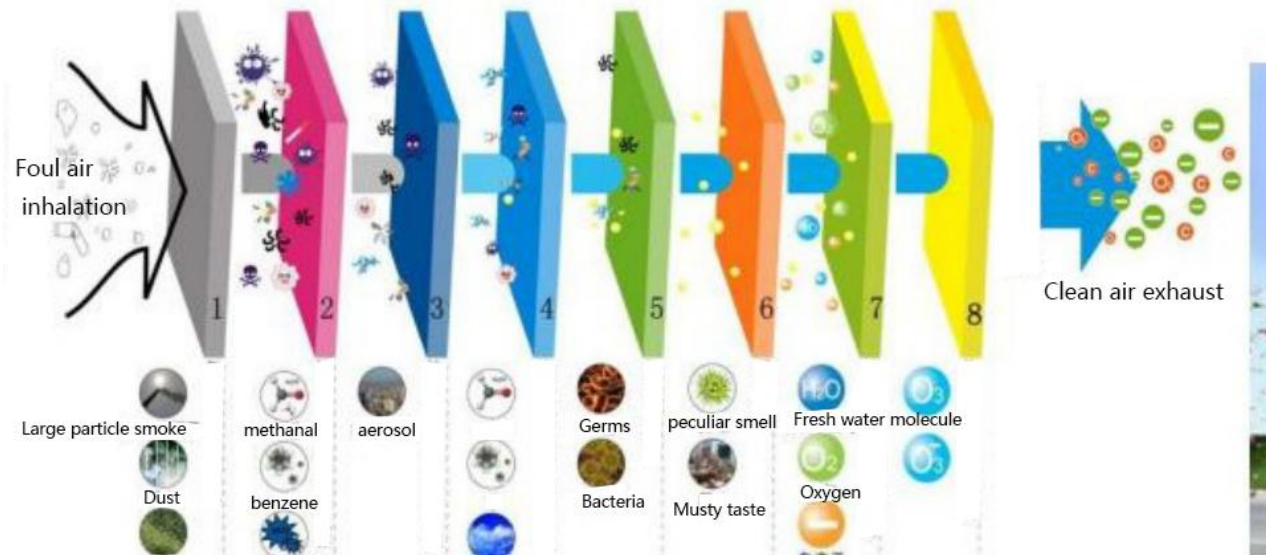 Foul air
inhalation
1
2
3
4
5
6
7
8
Clean air exhaust
Large particle smoke
methanal
aerosol
Germs
peculiar smell
H₂O
Fresh water molecule
O₃
Dust
benzene
Bacteria
Musty taste
O₂
Oxygen
O₃